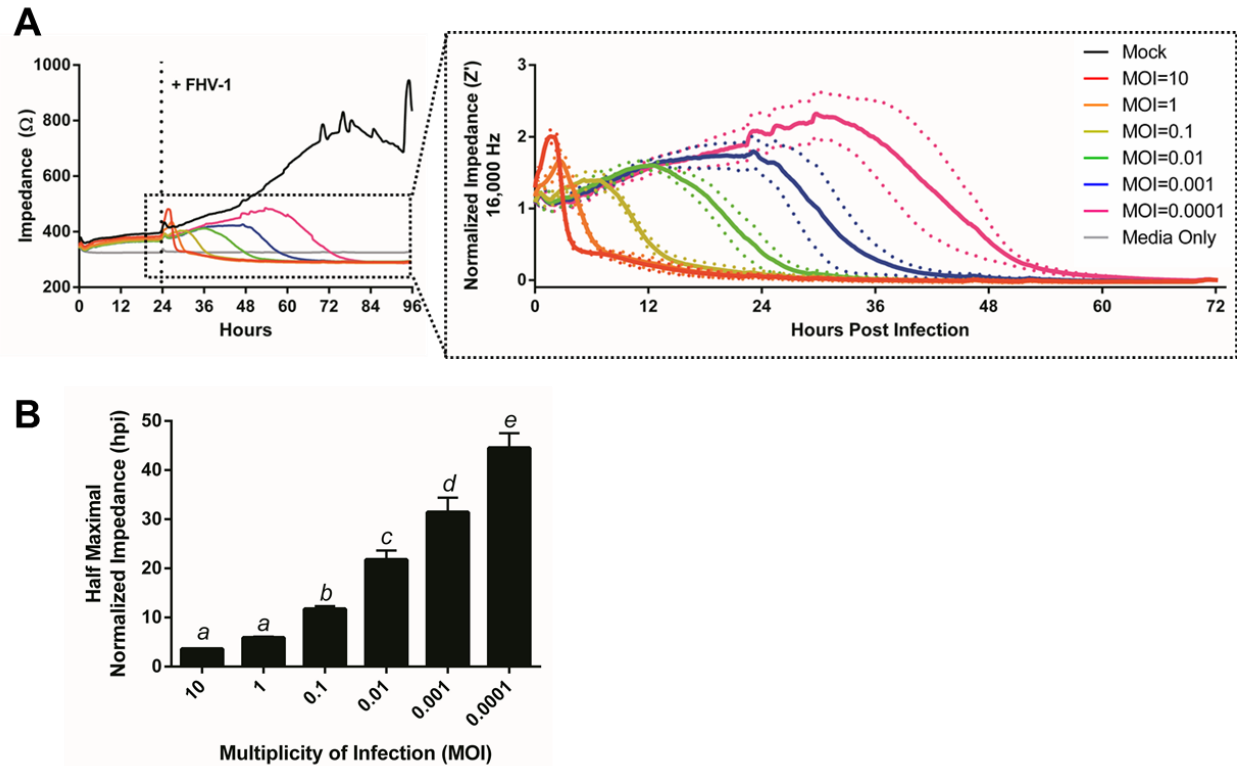 A
1000
800
600
400
200
Impedance (Ω)
+ FHV-1
0 12 24 36 48 60 72 84 96
Hours
3
2
1
0
Normalized Impedance (Z')
16,000 Hz
0 12 24 36 48 60 72
Hours Post Infection
Mock
MOI=10
MOI=1
MOI=0.1
MOI=0.01
MOI=0.001
MOI=0.0001
Media Only
B
50
40
30
20
10
0
Half Maximal
Normalized Impedance (hpi)
a a b c d e
10 1 0.1 0.01 0.001 0.0001
Multiplicity of Infection (MOI)